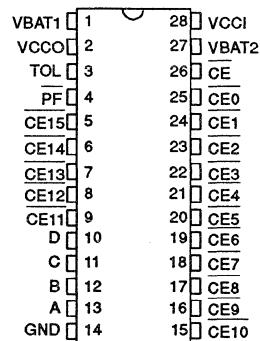 VBAT1 1 28 VCCI
VCCO 2 27 VBAT2
TOL 3 26 CE
PF 4 25 CE0
CE15 5 24 CE1
CE14 6 23 CE2
CE13 7 22 CE3
CE12 8 21 CE4
CE11 9 20 CE5
D 10 19 CE6
C 11 18 CE7
B 12 17 CE8
A 13 16 CE9
GND 14 15 CE10